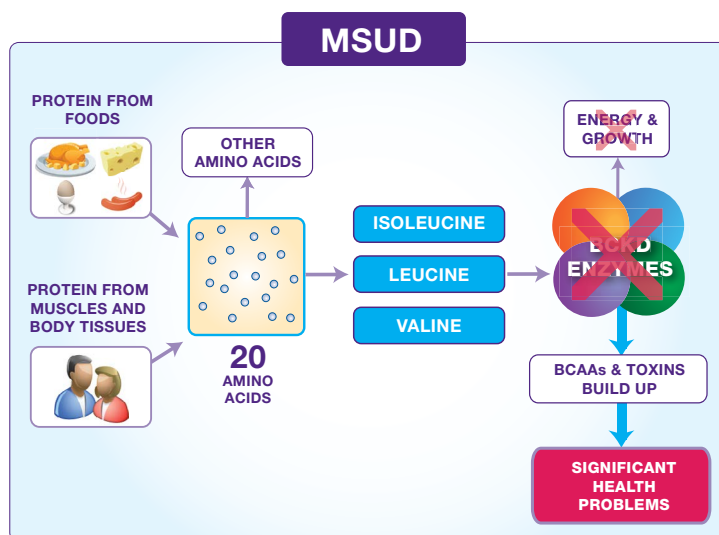 MSUD
PROTEIN FROM
FOODS
OTHER
AMINO ACIDS
ENERGY &
GROWTH
ISOLEUCINE
LEUCINE
VALINE
BCKD
ENZYMES
PROTEIN FROM
MUSCLES AND
BODY TISSUES
20
AMINO
ACIDS
BCAAs & TOXINS
BUILD UP
SIGNIFICANT
HEALTH
PROBLEMS